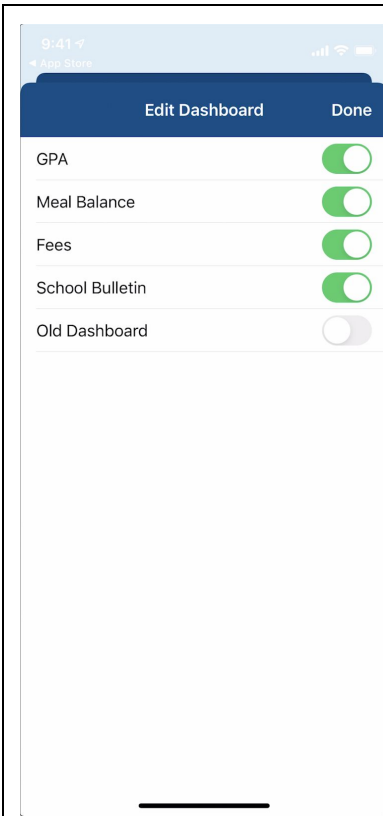 9:41
◀ App Store
Edit Dashboard Done
GPA
Meal Balance
Fees
School Bulletin
Old Dashboard